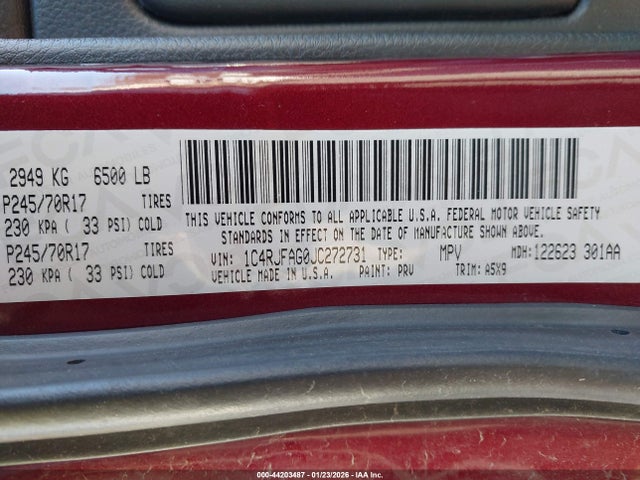 2949 KG 6500 LB
P245/70R17 TIRES
230 KPA ( 33 PSI) COLD
P245/70R17 TIRES
230 KPA ( 33 PSI) COLD
THIS VEHICLE CONFORMS TO ALL APPLICABLE U.S.A. FEDERAL MOTOR VEHICLE SAFETY
STANDARDS IN EFFECT ON THE DATE OF MANUFACTURE SHOWN ABOVE.
VIN: 1C4RJFAG0JC272731 TYPE: MPV MDH: 122623 301AA
MADE IN U.S.A. PAINT: PRV TRIM: A5X9
000-44203487 - 01/23/2026 - IAA Holdings, LLC